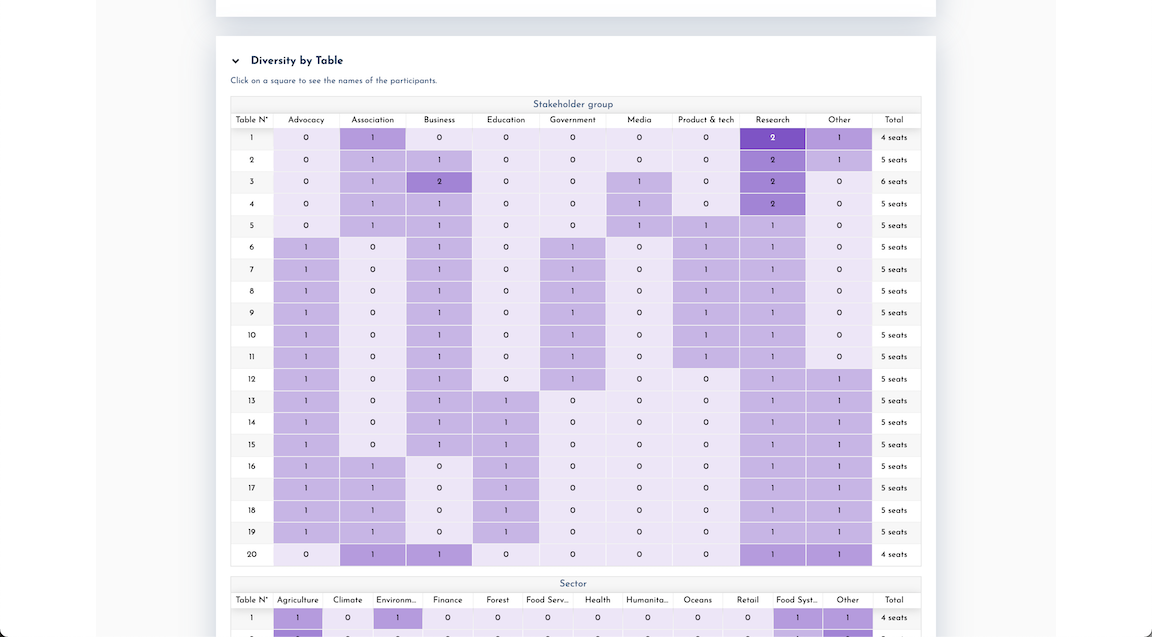 Diversity by Table
Click on a square to see the names of the participants.
Stakeholder group
Table N° Advocacy Association Business Education Government Media Product & tech Research Other Total
1 0 1 0 0 0 0 0 2 1 4 seats
2 0 1 1 0 0 0 0 2 1 5 seats
3 0 1 2 0 0 1 0 2 0 6 seats
4 0 1 1 0 0 1 0 2 0 5 seats
5 0 1 1 0 0 1 1 1 0 5 seats
6 1 0 1 0 1 0 1 1 0 5 seats
7 1 0 1 0 1 0 1 1 0 5 seats
8 1 0 1 0 1 0 1 1 0 5 seats
9 1 0 1 0 1 0 1 1 0 5 seats
10 1 0 1 0 1 0 1 1 0 5 seats
11 1 0 1 0 1 0 1 1 0 5 seats
12 1 0 1 0 1 0 0 1 1 5 seats
13 1 0 1 1 0 0 0 1 1 5 seats
14 1 0 1 1 0 0 0 1 1 5 seats
15 1 0 1 1 0 0 0 1 1 5 seats
16 1 1 0 1 0 0 0 1 1 5 seats
17 1 1 0 1 0 0 0 1 1 5 seats
18 1 1 0 1 0 0 0 1 1 5 seats
19 1 1 0 1 0 0 0 1 1 5 seats
20 0 1 1 0 0 0 0 1 1 4 seats
Sector
Table N° Agriculture Climate Environm... Finance Forest Food Serv... Health Humanita... Oceans Retail Food Syst... Other Total
1 1 0 1 0 0 0 0 0 0 0 1 1 4 seats